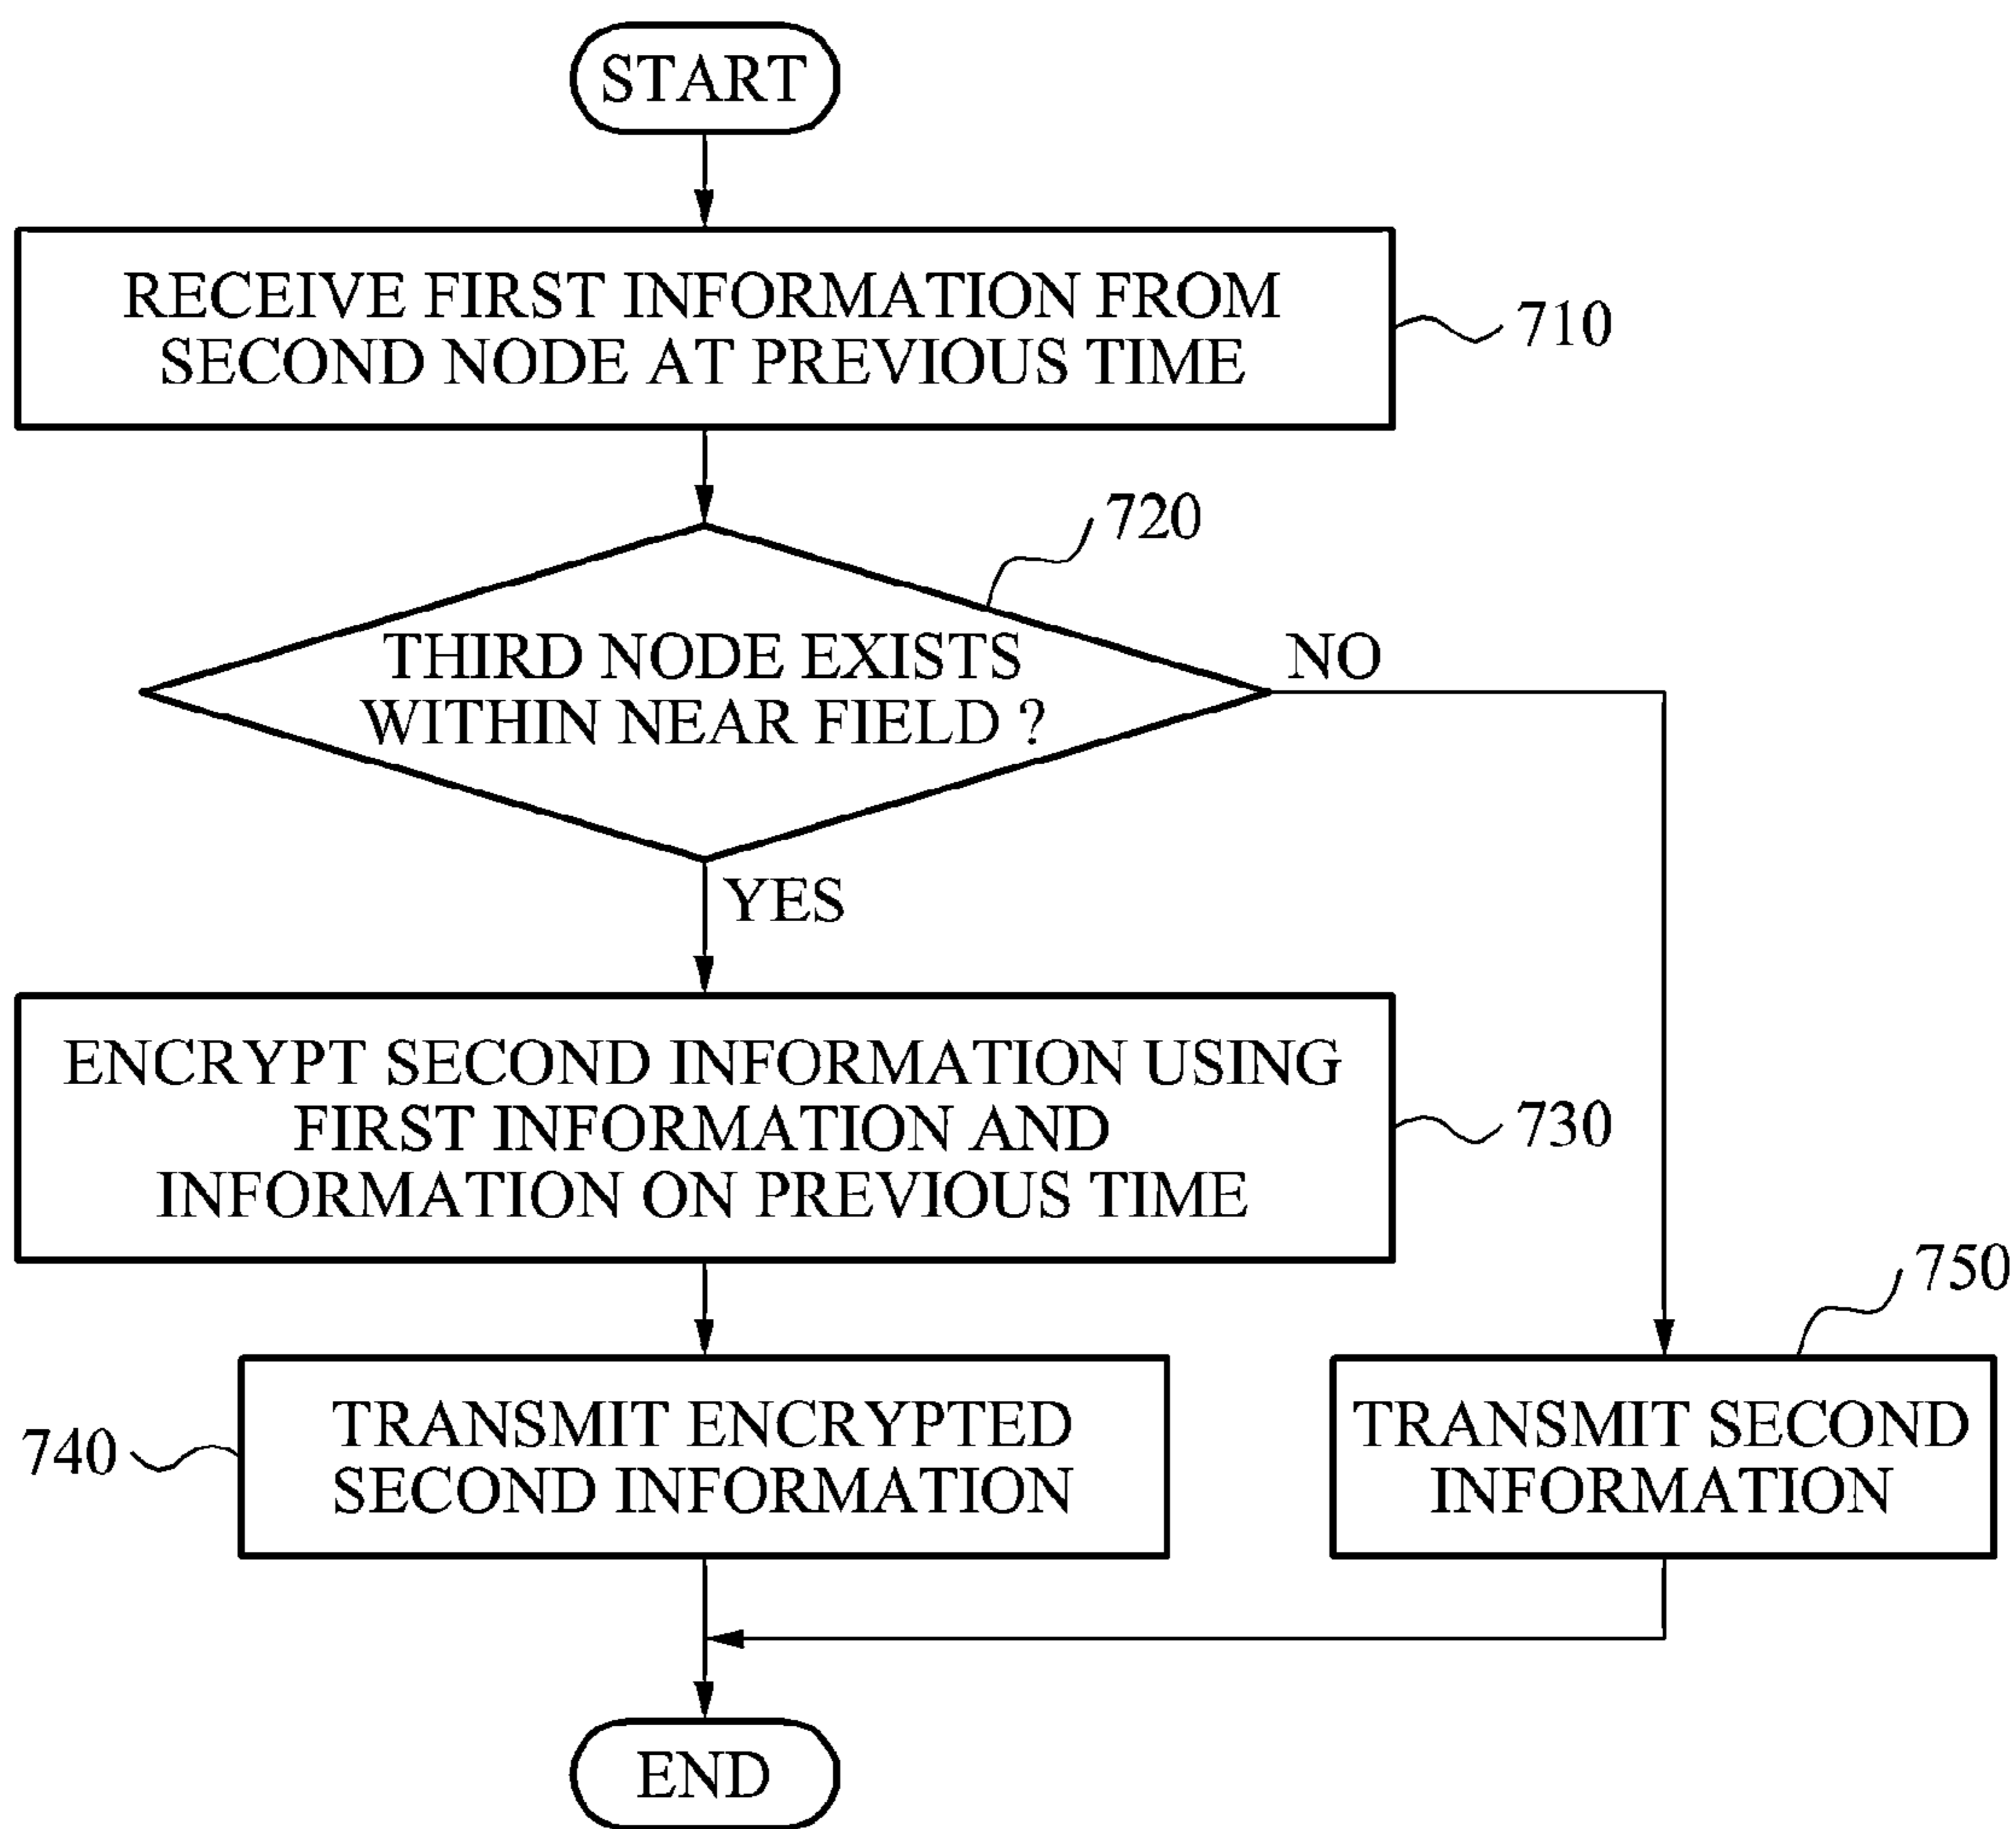 START
RECEIVE FIRST INFORMATION FROM
SECOND NODE AT PREVIOUS TIME
710
720
THIRD NODE EXISTS
WITHIN NEAR FIELD ?
NO
YES
ENCRYPT SECOND INFORMATION USING
FIRST INFORMATION AND
INFORMATION ON PREVIOUS TIME
730
740
TRANSMIT ENCRYPTED
SECOND INFORMATION
750
TRANSMIT SECOND
INFORMATION
END